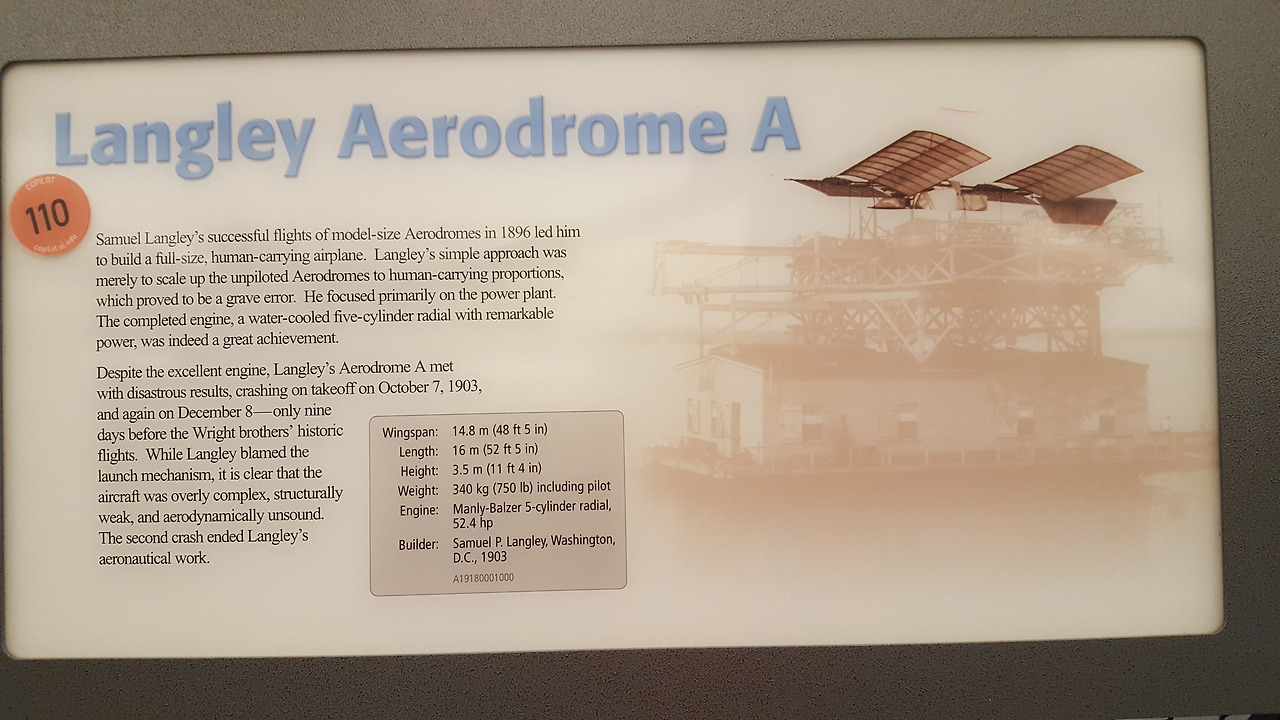 Langley Aerodrome A
COPILOT
110
copilot.si.edu
Samuel Langley's successful flights of model-size Aerodromes in 1896 led him
to build a full-size, human-carrying airplane.  Langley's simple approach was
merely to scale up the unpiloted Aerodromes to human-carrying proportions,
which proved to be a grave error.  He focused primarily on the power plant.
The completed engine, a water-cooled five-cylinder radial with remarkable
power, was indeed a great achievement.
Despite the excellent engine, Langley's Aerodrome A met
with disastrous results, crashing on takeoff on October 7, 1903,
and again on December 8—only nine
days before the Wright brothers' historic
flights.  While Langley blamed the
launch mechanism, it is clear that the
aircraft was overly complex, structurally
weak, and aerodynamically unsound.
The second crash ended Langley's
aeronautical work.
Wingspan: 14.8 m (48 ft 5 in)
Length: 16 m (52 ft 5 in)
Height: 3.5 m (11 ft 4 in)
Weight: 340 kg (750 lb) including pilot
Engine: Manly-Balzer 5-cylinder radial,
52.4 hp
Builder: Samuel P. Langley, Washington,
D.C., 1903
A19180001000